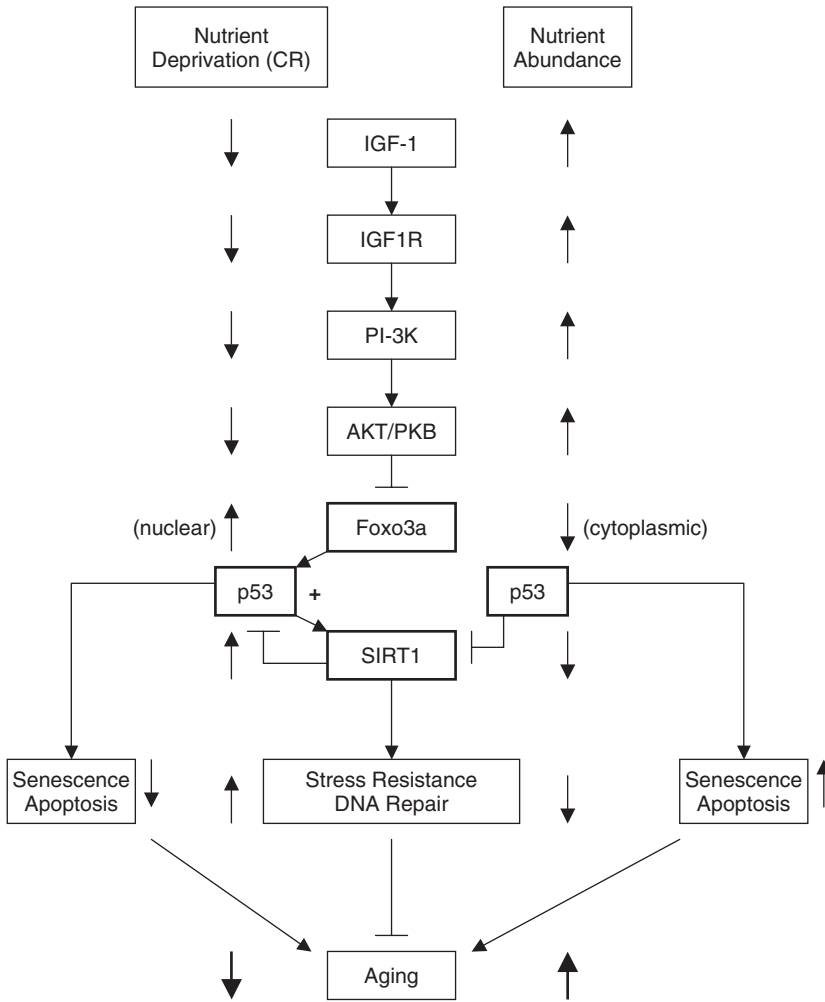 Nutrient
Deprivation (CR)
Nutrient
Abundance
IGF-1
IGF1R
PI-3K
AKT/PKB
(nuclear)
Foxo3a
(cytoplasmic)
p53
+
p53
SIRT1
Senescence
Apoptosis
Stress Resistance
DNA Repair
Senescence
Apoptosis
Aging